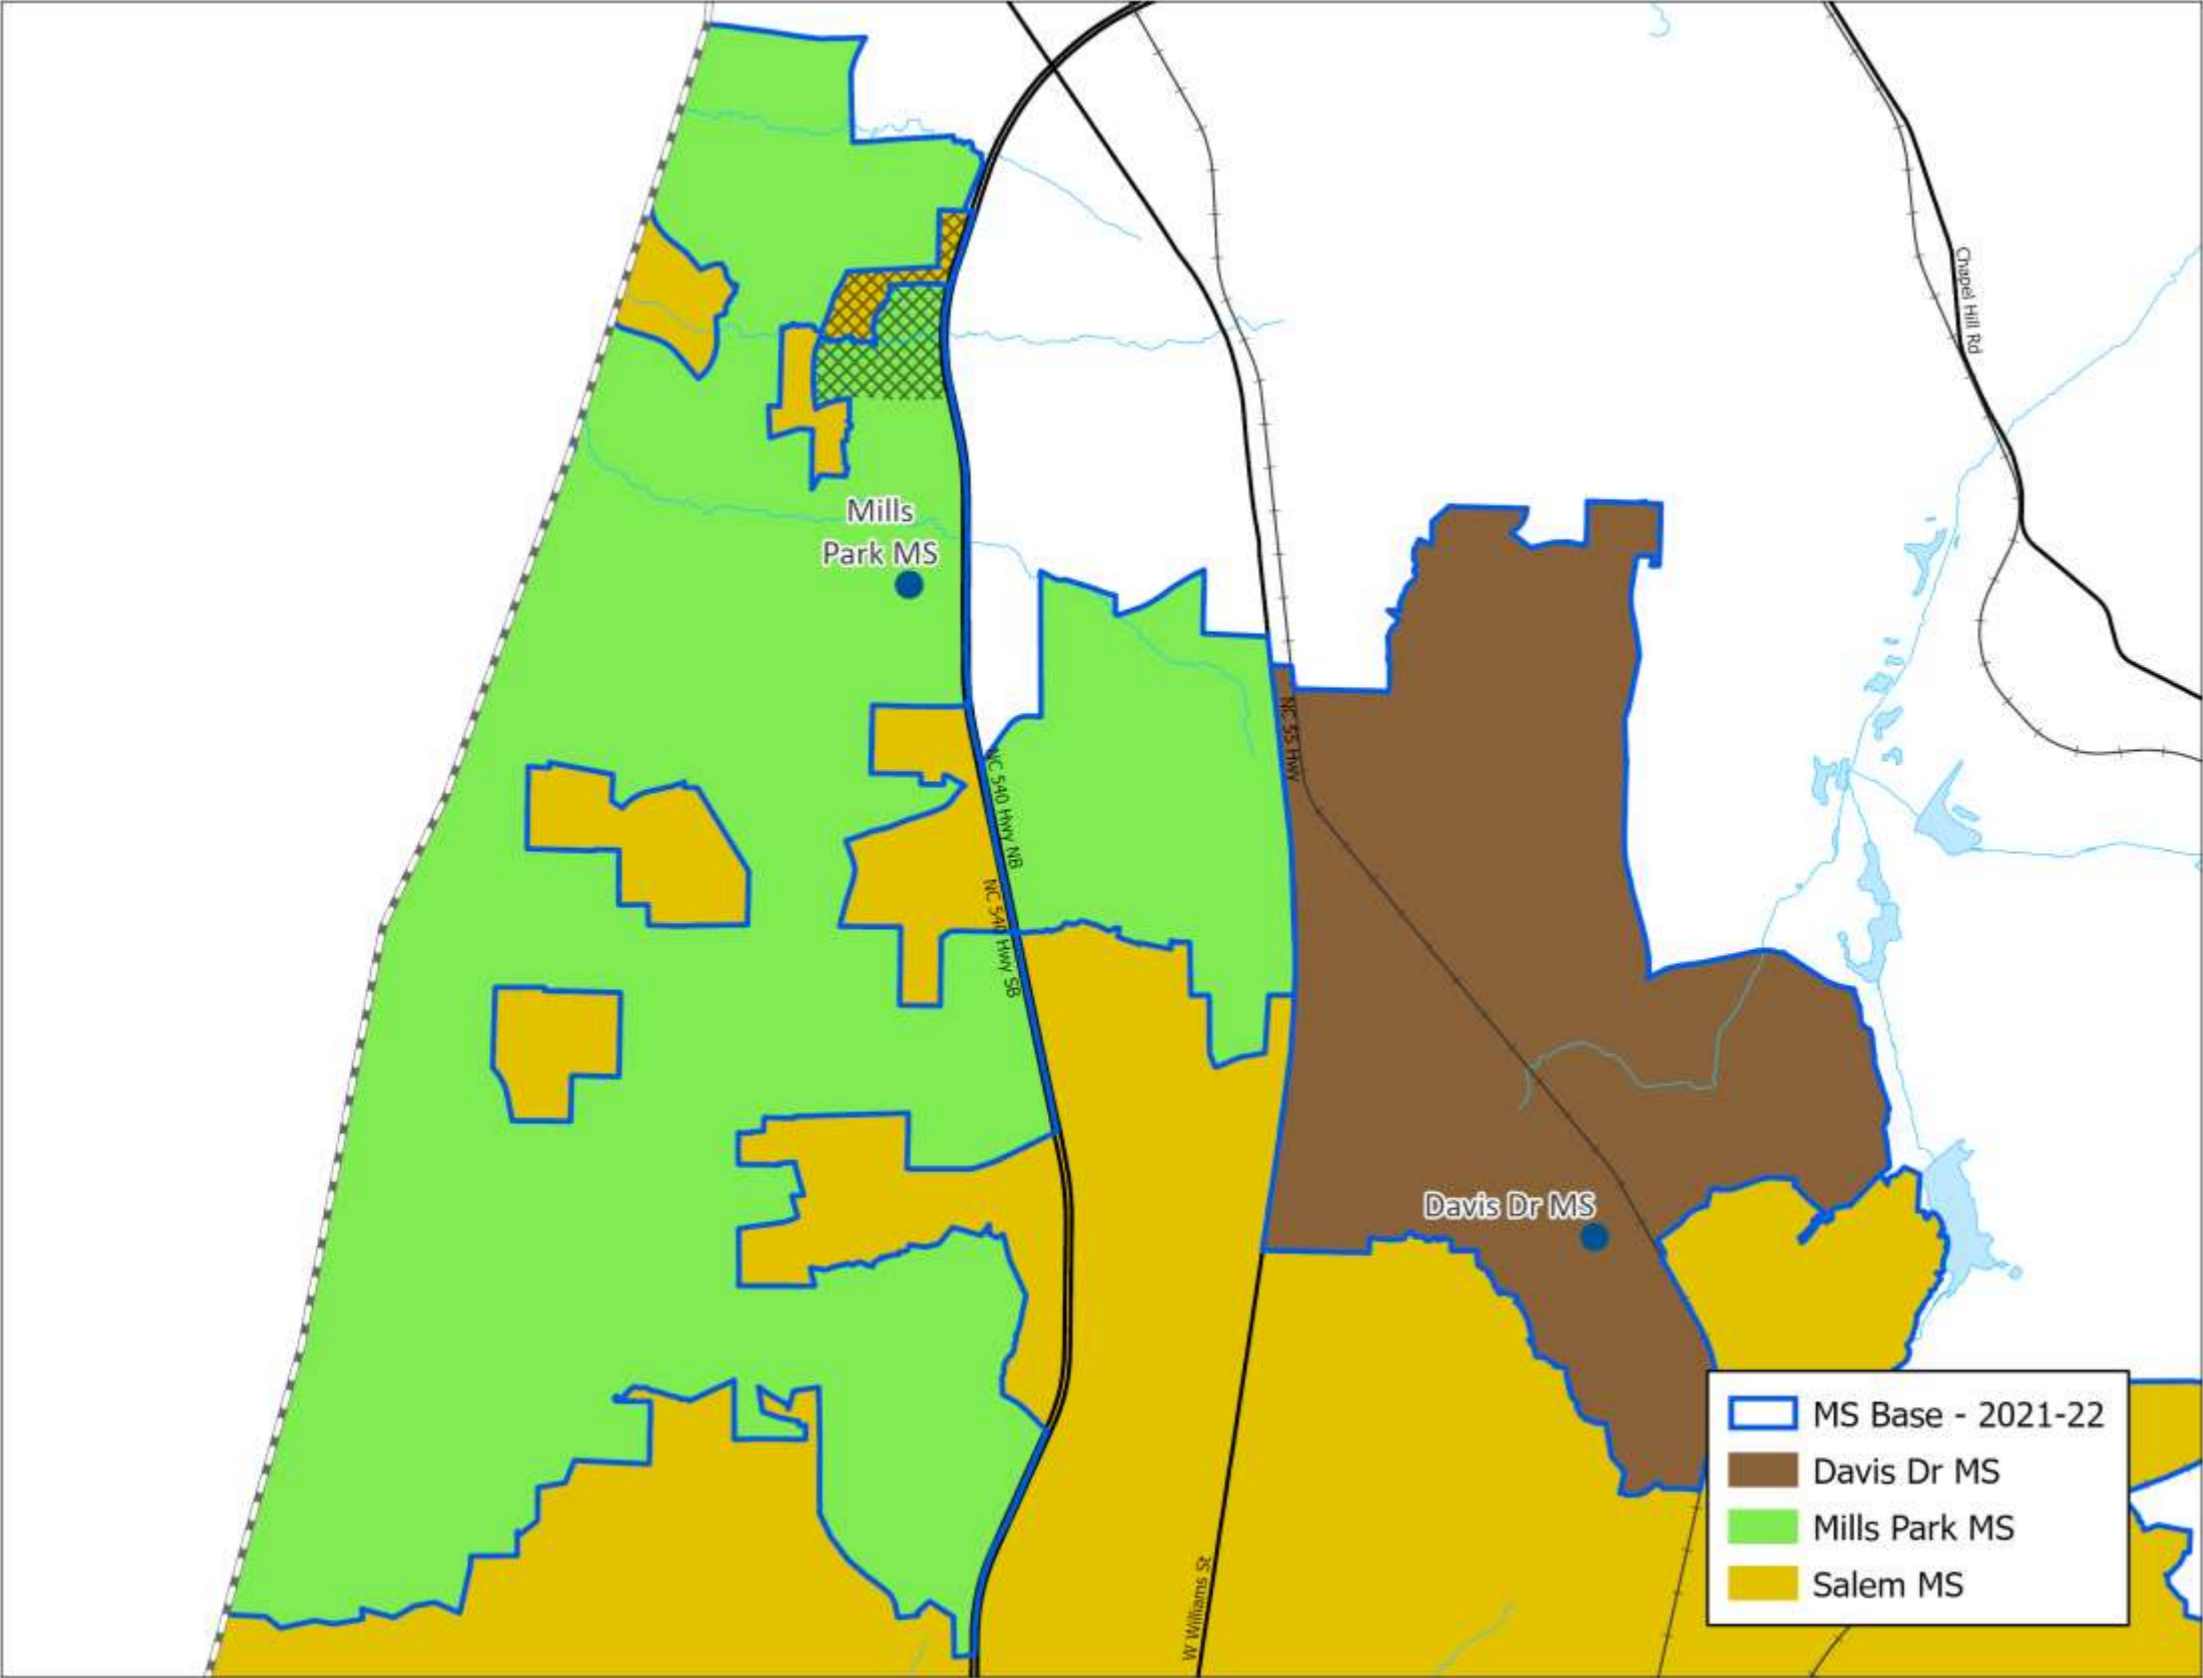 Chapel Hill Rd
Mills
Park MS
NC 55 Hwy
NC 540 Hwy NB
NC 540 Hwy SB
Davis Dr MS
MS Base - 2021-22
Davis Dr MS
Mills Park MS
Salem MS
W Williams St